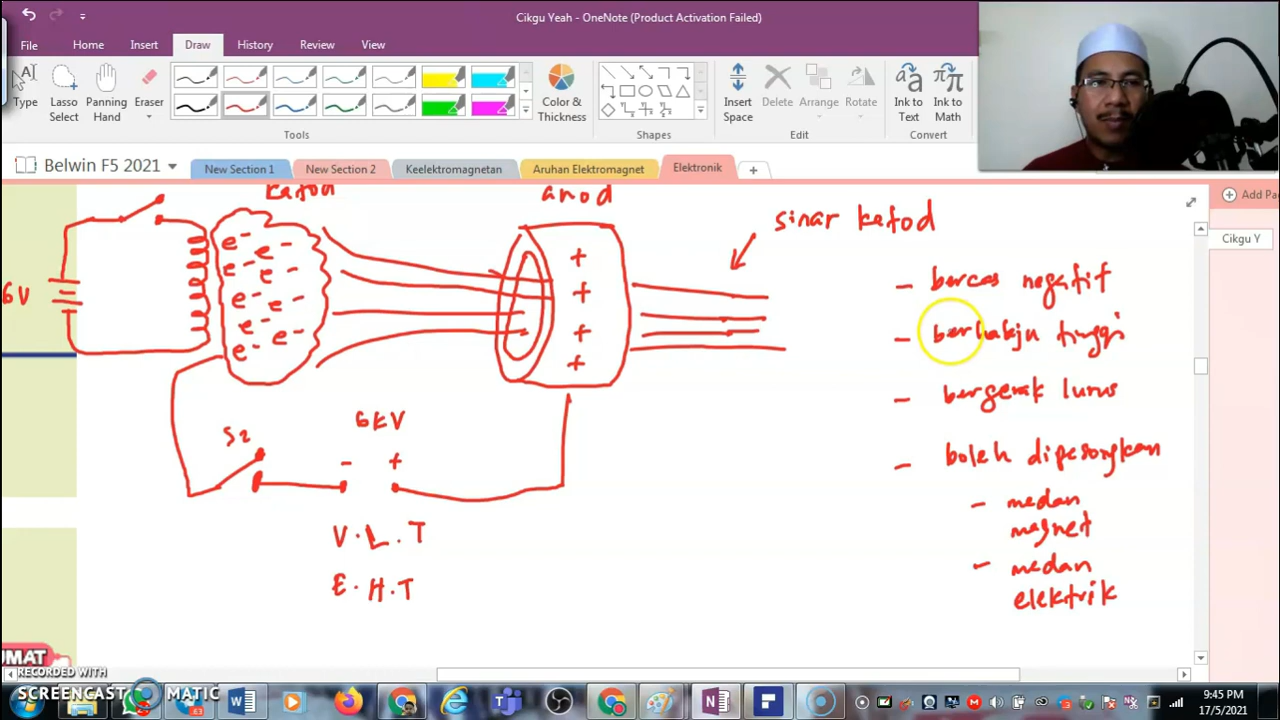 Cikgu Yeah - OneNote (Product Activation Failed)
File Home Insert Draw History Review View
Type
Lasso Select
Panning Hand
Eraser
Color & Thickness
Insert Space
Delete
Arrange
Rotate
Ink to Text
Ink to Math
Tools
Shapes
Edit
Convert
Belwin F5 2021
New Section 1
New Section 2
Keelektromagnetan
Aruhan Elektromagnet
Elektronik
Add Pa
Cikgu Y
katod
anod
sinar katod
6V
e- e-
e- e-
e- e-
e- e-
e-
+
+
+
+
- bercas negatif
- berhalaju tinggi
- bergerak lurus
- boleh dipesongkan
- medan
magnet
- medan
elektrik
S2
6kV
- +
V.L.T
E.H.T
UMAT
RECORDED WITH
SCREENCAST MATIC
9:45 PM
17/5/2021